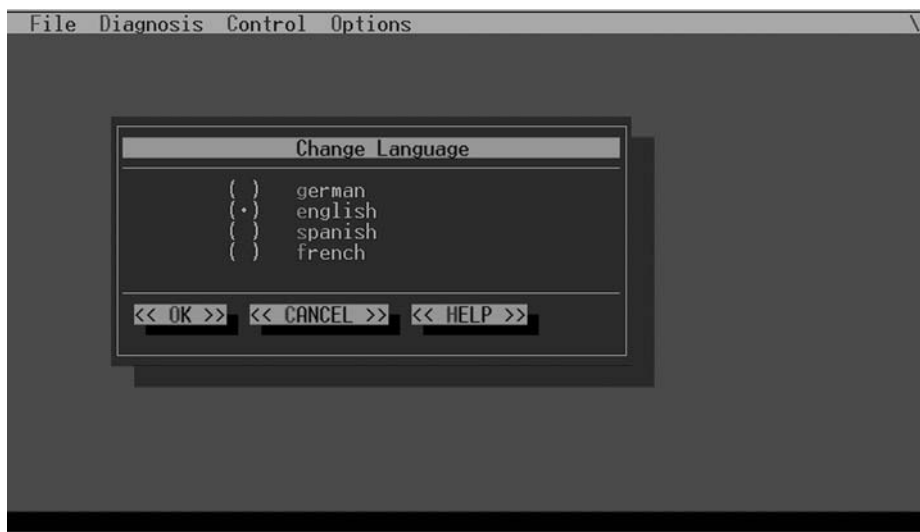 File Diagnosis Control Options \
Change Language
( ) german
(•) english
( ) spanish
( ) french
<< OK >> << CANCEL >> << HELP >>